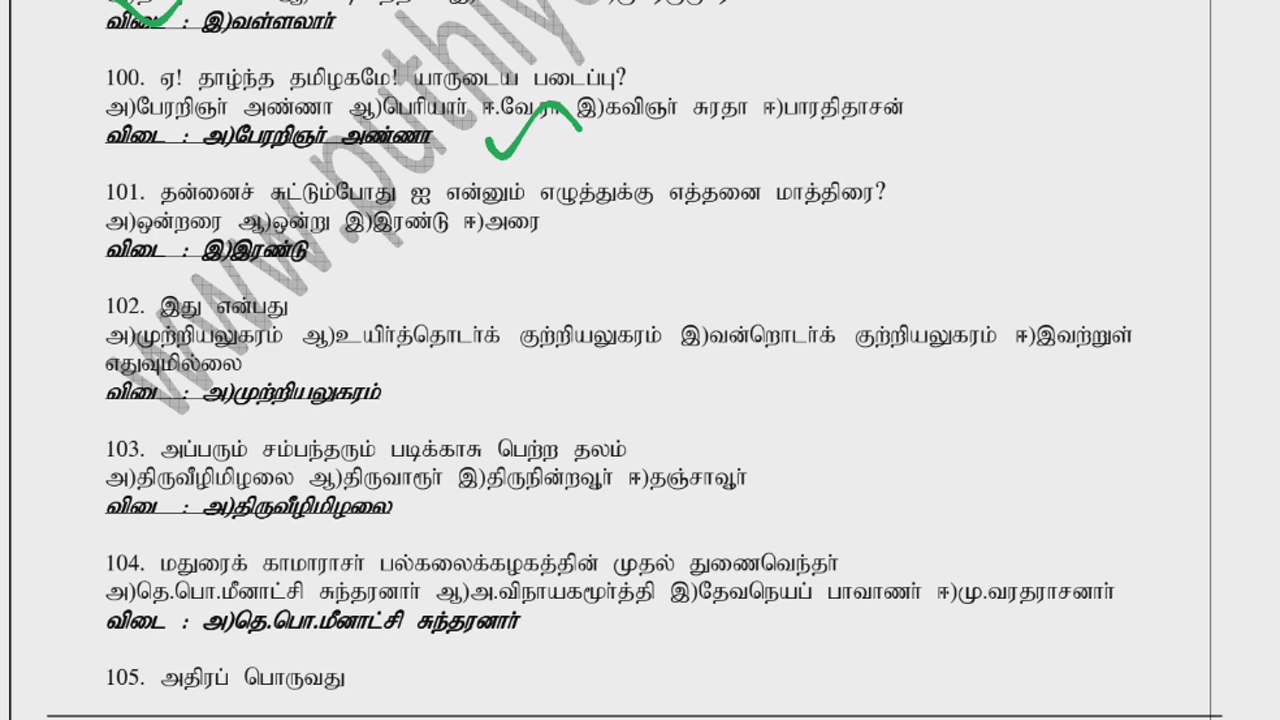 விடை : இ)வள்ளலார்
100. ஏ! தாழ்ந்த தமிழகமே! யாருடைய படைப்பு?
அ)பேரறிஞர் அண்ணா ஆ)பெரியார் ஈ.வே.ரா இ)கவிஞர் சுரதா ஈ)பாரதிதாசன்
விடை : அ)பேரறிஞர் அண்ணா
101. தன்னைச் சுட்டும்போது ஐ என்னும் எழுத்துக்கு எத்தனை மாத்திரை?
அ)ஒன்றரை ஆ)ஒன்று இ)இரண்டு ஈ)அரை
விடை : இ)இரண்டு
102. இது என்பது
அ)முற்றியலுகரம் ஆ)உயிர்த்தொடர்க் குற்றியலுகரம் இ)வன்றொடர்க் குற்றியலுகரம் ஈ)இவற்றுள்
எதுவுமில்லை
விடை : அ)முற்றியலுகரம்
103. அப்பரும் சம்பந்தரும் படிக்காசு பெற்ற தலம்
அ)திருவீழிமிழலை ஆ)திருவாரூர் இ)திருநின்றவூர் ஈ)தஞ்சாவூர்
விடை : அ)திருவீழிமிழலை
104. மதுரைக் காமாராசர் பல்கலைக்கழகத்தின் முதல் துணைவெந்தர்
அ)தெ.பொ.மீனாட்சி சுந்தரனார் ஆ)அ.விநாயகமூர்த்தி இ)தேவநெயப் பாவாணர் ஈ)மு.வரதராசனார்
விடை : அ)தெ.பொ.மீனாட்சி சுந்தரனார்
105. அதிரப் பொருவது
www.puthiy